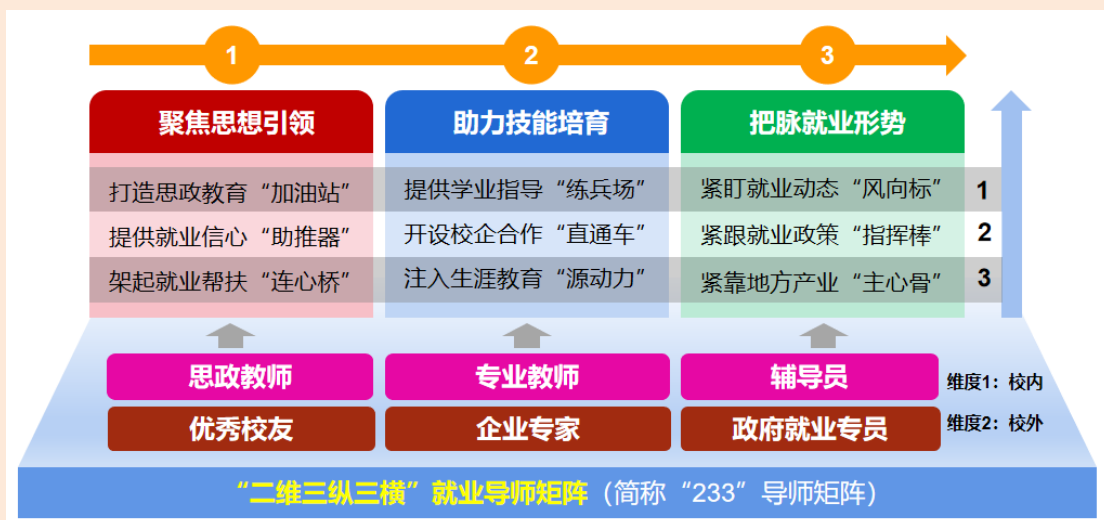 1 2 3
聚焦思想引领 助力技能培育 把脉就业形势
打造思政教育“加油站” 提供学业指导“练兵场” 紧盯就业动态“风向标” 1
提供就业信心“助推器” 开设校企合作“直通车” 紧跟就业政策“指挥棒” 2
架起就业帮扶“连心桥” 注入生涯教育“源动力” 紧靠地方产业“主心骨” 3
思政教师 专业教师 辅导员 维度1：校内
优秀校友 企业专家 政府就业专员 维度2：校外
“二维三纵三横”就业导师矩阵（简称“233”导师矩阵）